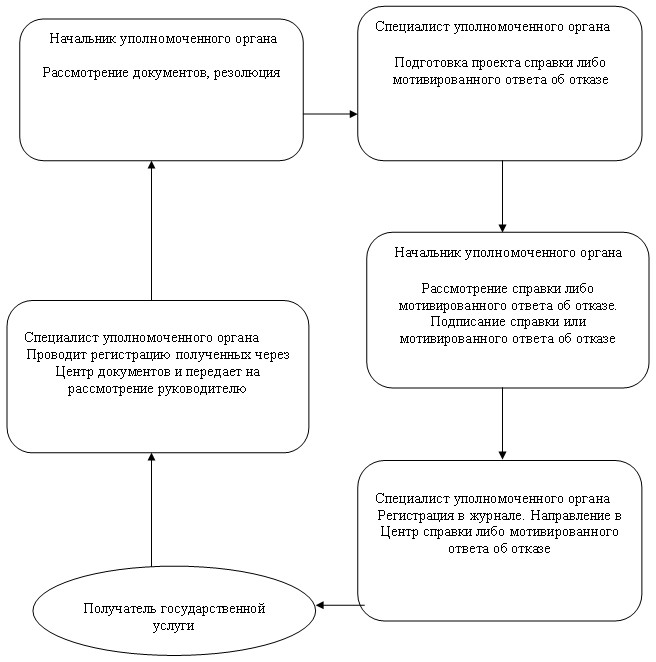 Начальник уполномоченного органа
Рассмотрение документов, резолюция
Специалист уполномоченного органа
Подготовка проекта справки либо
мотивированного ответа об отказе
Начальник уполномоченного органа
Рассмотрение справки либо
мотивированного ответа об отказе.
Подписание справки или
мотивированного ответа об отказе
Специалист уполномоченного органа
Проводит регистрацию полученных через
Центр документов и передает на
рассмотрение руководителю
Специалист уполномоченного органа
Регистрация в журнале. Направление в
Центр справки либо мотивированного
ответа об отказе
Получатель государственной
услуги